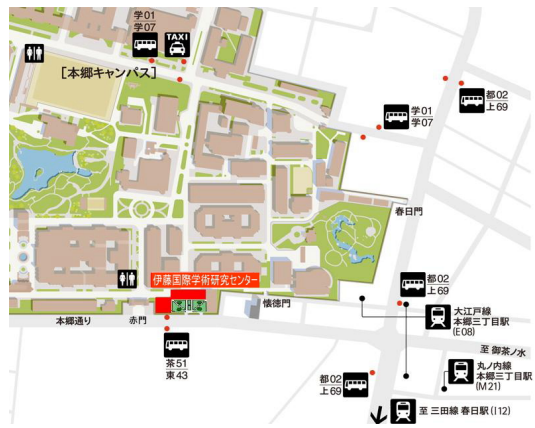 学01
学07
TAXI
[本郷キャンパス]
都02
上69
学01
学07
春日門
伊藤国際学術研究センター
都02
上69
懐徳門
大江戸線
本郷三丁目駅
(E08)
本郷通り
赤門
至 御茶ノ水
茶51
東43
丸ノ内線
本郷三丁目駅
(M21)
都02
上69
至 三田線 春日駅(I12)